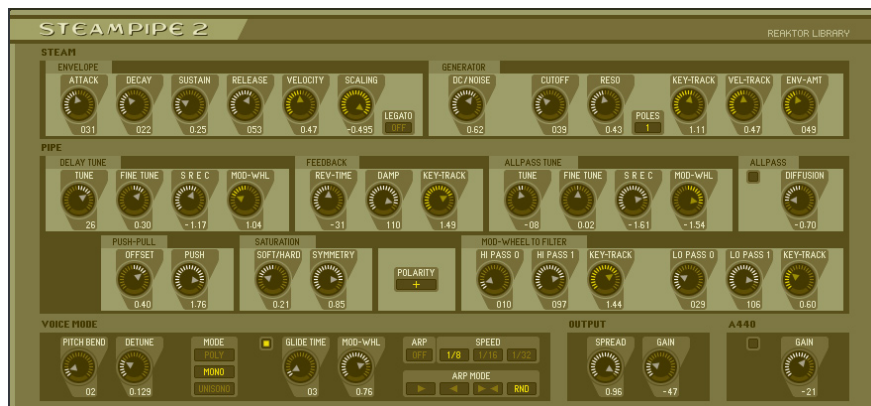 STEAMPIPE 2
REAKTOR LIBRARY
STEAM
ENVELOPE GENERATOR
ATTACK DECAY SUSTAIN RELEASE VELOCITY SCALING DC/NOISE CUTOFF RESO KEY-TRACK VEL-TRACK ENV-AMT
LEGATO POLES
OFF 1
031 022 0.25 053 0.47 -0.495 0.62 039 0.43 1.11 0.47 049
PIPE
DELAY TUNE FEEDBACK ALLPASS TUNE ALLPASS
TUNE FINE TUNE S R E C MOD-WHL REV-TIME DAMP KEY-TRACK TUNE FINE TUNE S R E C MOD-WHL DIFFUSION
26 0.30 -1.17 1.04 -31 110 1.49 -08 0.02 -1.61 -1.54 -0.70
PUSH-PULL SATURATION MOD-WHEEL TO FILTER
OFFSET PUSH SOFT/HARD SYMMETRY HI PASS 0 HI PASS 1 KEY-TRACK LO PASS 0 LO PASS 1 KEY-TRACK
POLARITY
+
0.40 1.76 0.21 0.85 010 097 1.44 029 106 0.60
VOICE MODE OUTPUT A440
PITCH BEND DETUNE MODE GLIDE TIME MOD-WHL ARP SPEED SPREAD GAIN GAIN
POLY OFF 1/8 1/16 1/32
MONO ARP MODE
UNISONO RND
02 0.129 03 0.76 0.96 -47 -21